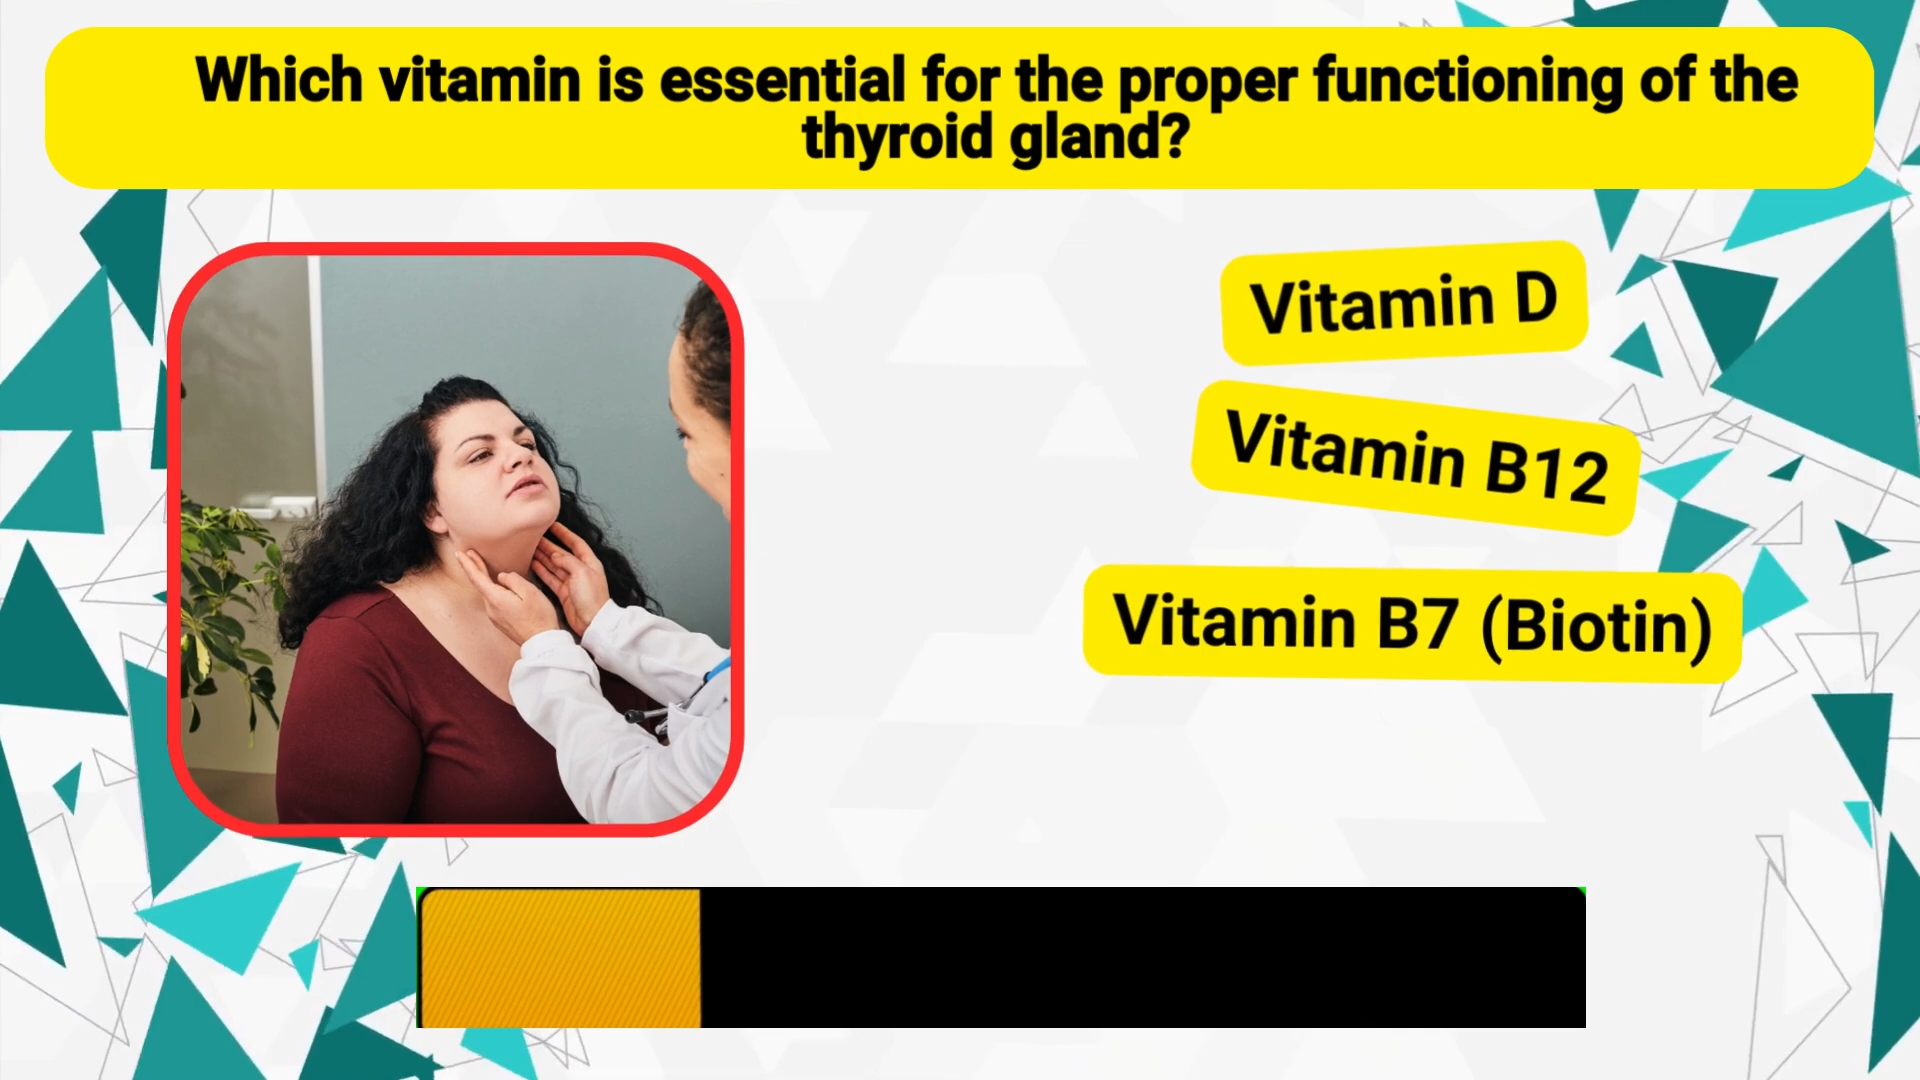 Which vitamin is essential for the proper functioning of the
thyroid gland?
Vitamin D
Vitamin B12
Vitamin B7 (Biotin)